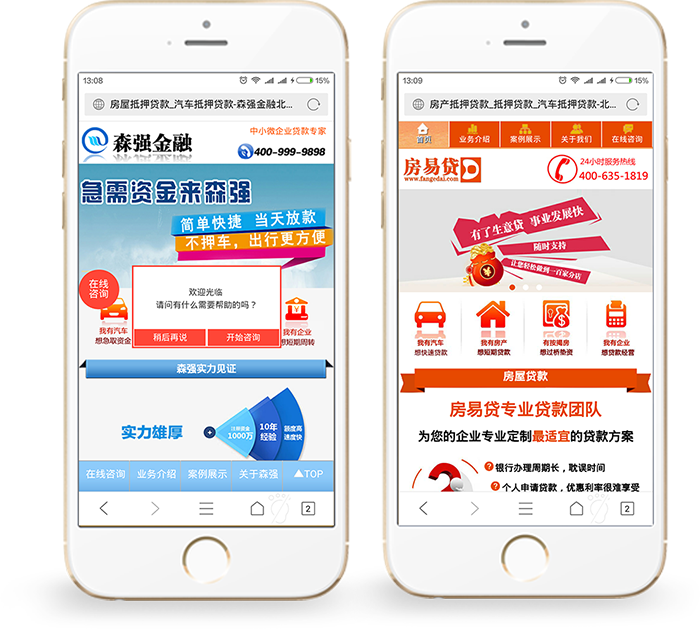 13:08
15%
房屋抵押贷款_汽车抵押贷款-森强金融北...
森强金融
中小微企业贷款专家
400-999-9898
急需资金来森强
简单快捷 当天放款
不押车，出行更方便
在线
咨询
欢迎光临
请问有什么需要帮助的吗？
稍后再说
开始咨询
我有汽车
想急取资金
我有企业
想短期周转
森强实力见证
实力雄厚
注册资金
1000万
10年
经验
额度高
速度快
在线咨询
业务介绍
案例展示
关于森强
▲TOP
2
13:09
15%
房产抵押贷款_抵押贷款_汽车抵押贷款-北...
首页
业务介绍
案例展示
关于我们
在线咨询
房易贷
www.fangedai.com
24小时服务热线
400-635-1819
有了生意贷 事业发展快
随时支持
让您轻松做到一百家分店
我有汽车
想快速贷款
我有房产
想短期贷款
有按揭房
想过桥垫资
我有企业
想贷款经营
房屋贷款
房易贷专业贷款团队
为您的企业专业定制最适宜的贷款方案
银行办理周期长，耽误时间
个人申请贷款，优惠利率很难享受
2